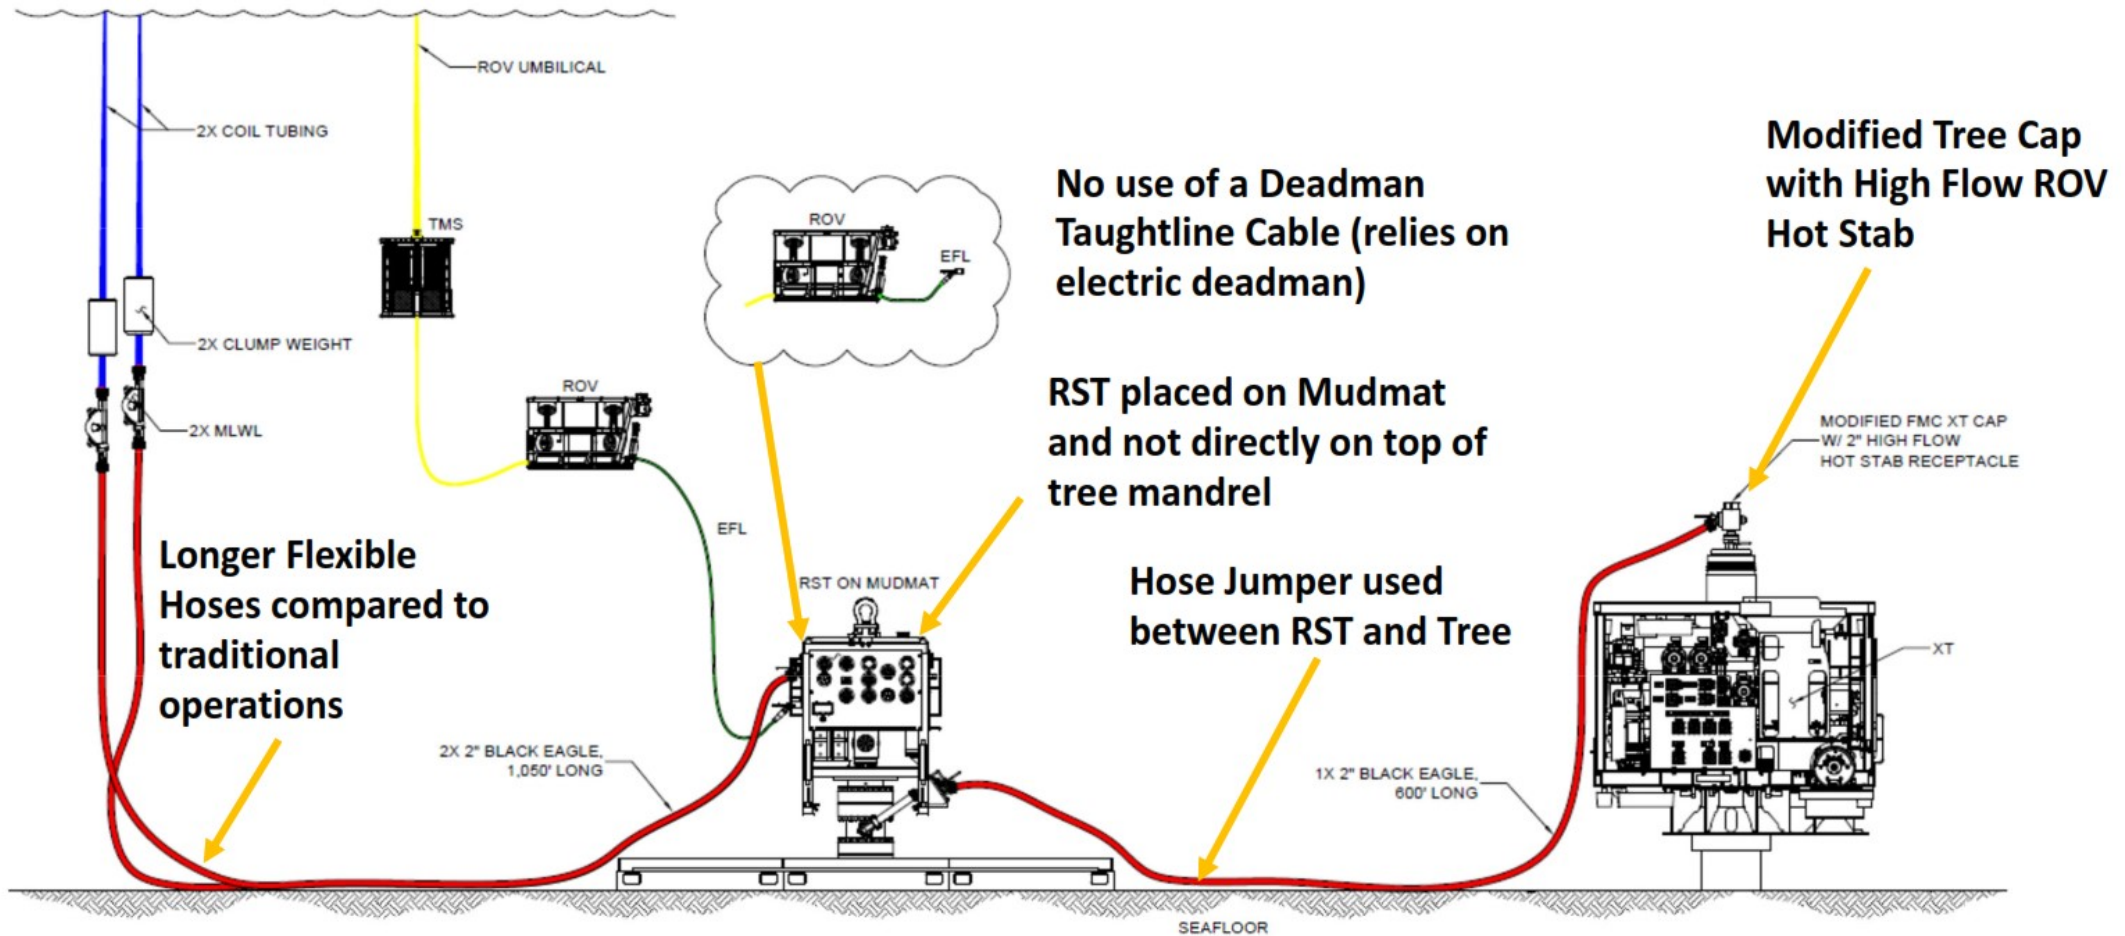 ROV UMBILICAL
2X COIL TUBING
Modified Tree Cap
with High Flow ROV
Hot Stab
No use of a Deadman
Taughtline Cable (relies on
electric deadman)
TMS
ROV
EFL
2X CLUMP WEIGHT
ROV
RST placed on Mudmat
and not directly on top of
tree mandrel
2X MLWL
MODIFIED FMC XT CAP
W/ 2" HIGH FLOW
HOT STAB RECEPTACLE
EFL
Longer Flexible
Hoses compared to
traditional
operations
RST ON MUDMAT
Hose Jumper used
between RST and Tree
XT
2X 2" BLACK EAGLE,
1,050' LONG
1X 2" BLACK EAGLE,
600' LONG
SEAFLOOR